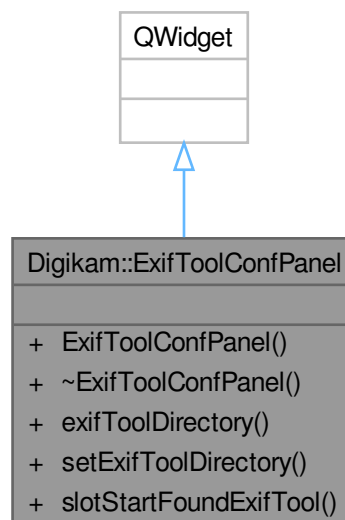 QWidget
Digikam::ExifToolConfPanel
+ ExifToolConfPanel()
+ ~ExifToolConfPanel()
+ exifToolDirectory()
+ setExifToolDirectory()
+ slotStartFoundExifTool()